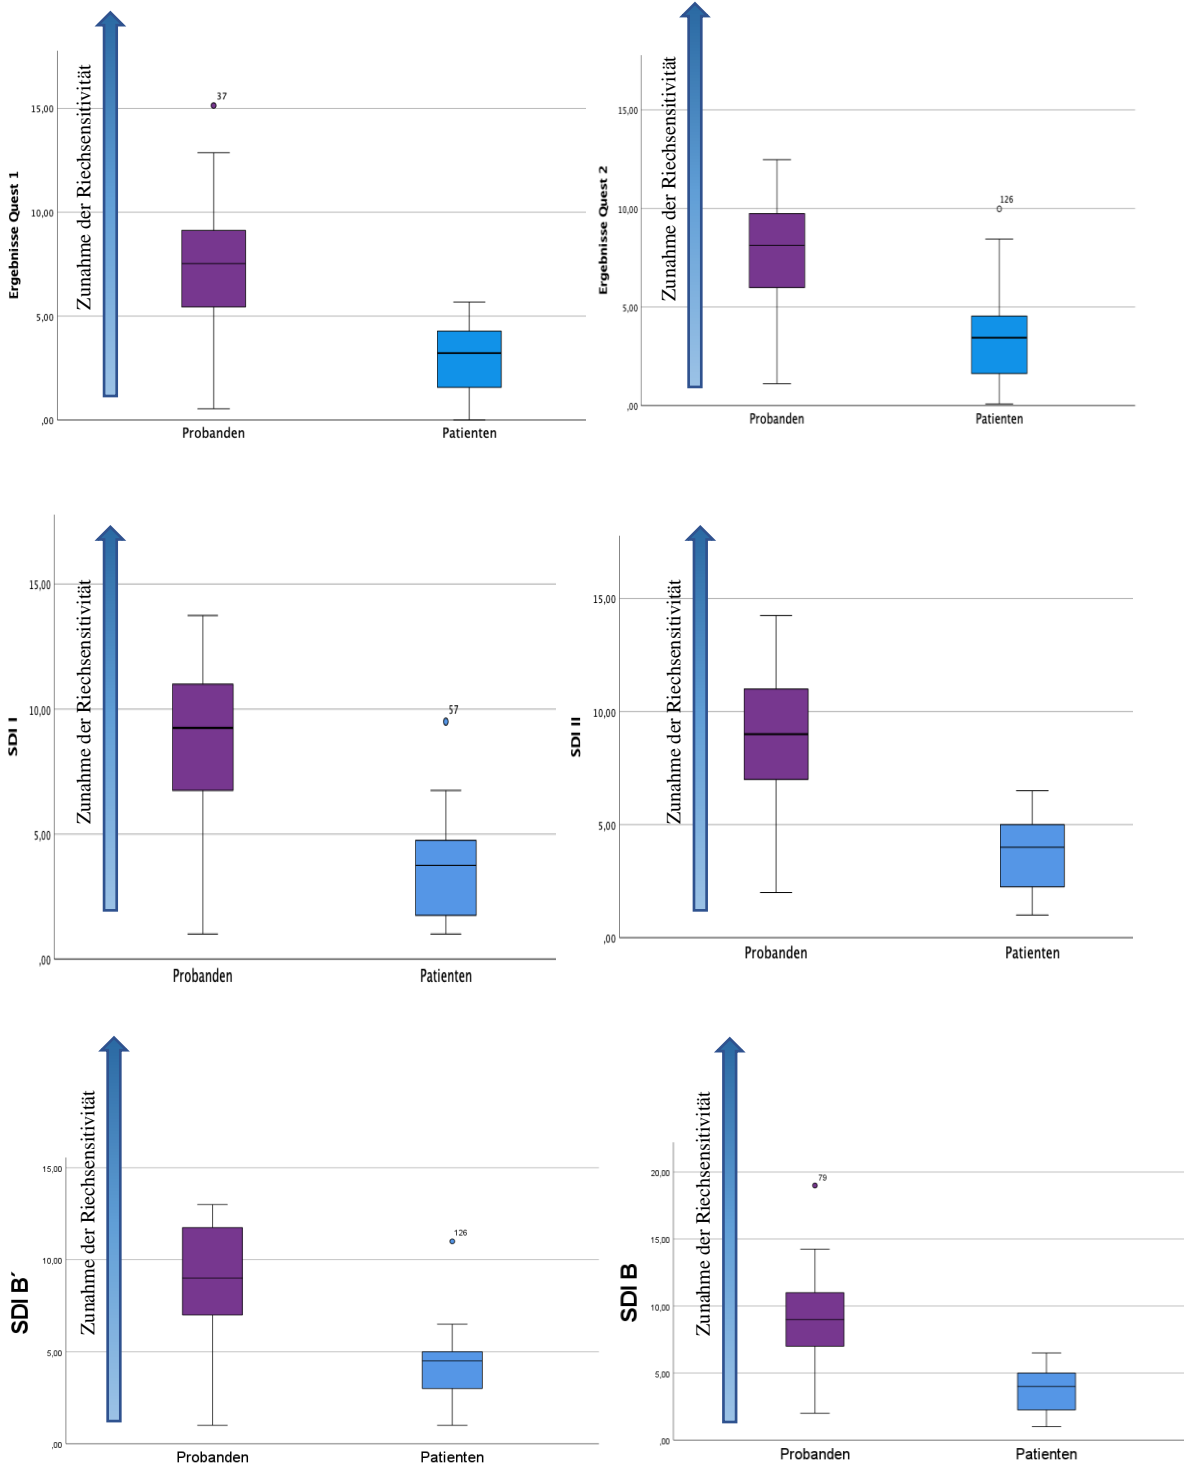 Ergebnisse Quest 1
Zunahme der Riechsensitivität
15,00
10,00
5,00
,00
37
Probanden
Patienten
Ergebnisse Quest 2
Zunahme der Riechsensitivität
15,00
10,00
5,00
,00
126
Probanden
Patienten
SDI I
Zunahme der Riechsensitivität
15,00
10,00
5,00
,00
57
Probanden
Patienten
SDI II
Zunahme der Riechsensitivität
15,00
10,00
5,00
,00
Probanden
Patienten
SDI B´
Zunahme der Riechsensitivität
15,00
10,00
5,00
,00
126
Probanden
Patienten
SDI B
Zunahme der Riechsensitivität
20,00
15,00
10,00
5,00
,00
79
Probanden
Patienten